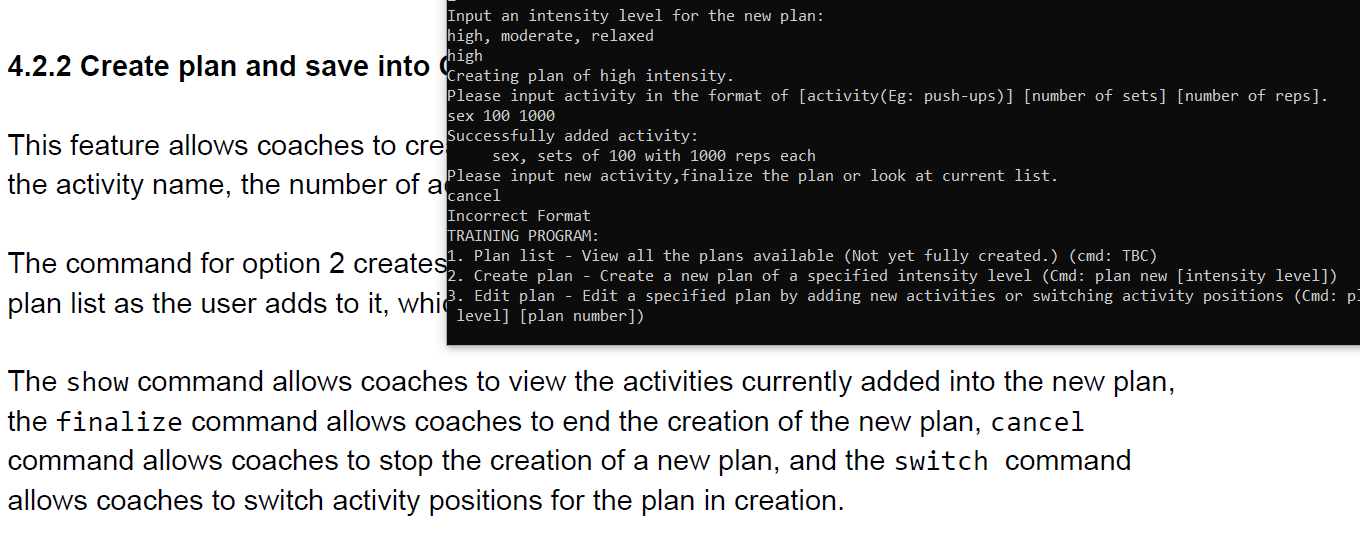 4.2.2 Create plan and save into
This feature allows coaches to
the activity name, the number of
The command for option 2 creates
plan list as the user adds to it,
The show command allows coaches to view the activities currently added into the new plan,
the finalize command allows coaches to end the creation of the new plan, cancel
command allows coaches to stop the creation of a new plan, and the switch command
allows coaches to switch activity positions for the plan in creation.
Input an intensity level for the new plan:
high, moderate, relaxed
high
Creating plan of high intensity.
Please input activity in the format of [activity(Eg: push-ups)] [number of sets] [number of reps].
sex 100 1000
Successfully added activity:
sex, sets of 100 with 1000 reps each
Please input new activity,finalize the plan or look at current list.
cancel
Incorrect Format
TRAINING PROGRAM:
1. Plan list - View all the plans available (Not yet fully created.) (cmd: TBC)
2. Create plan - Create a new plan of a specified intensity level (Cmd: plan new [intensity level])
3. Edit plan - Edit a specified plan by adding new activities or switching activity positions (Cmd:
level] [plan number])